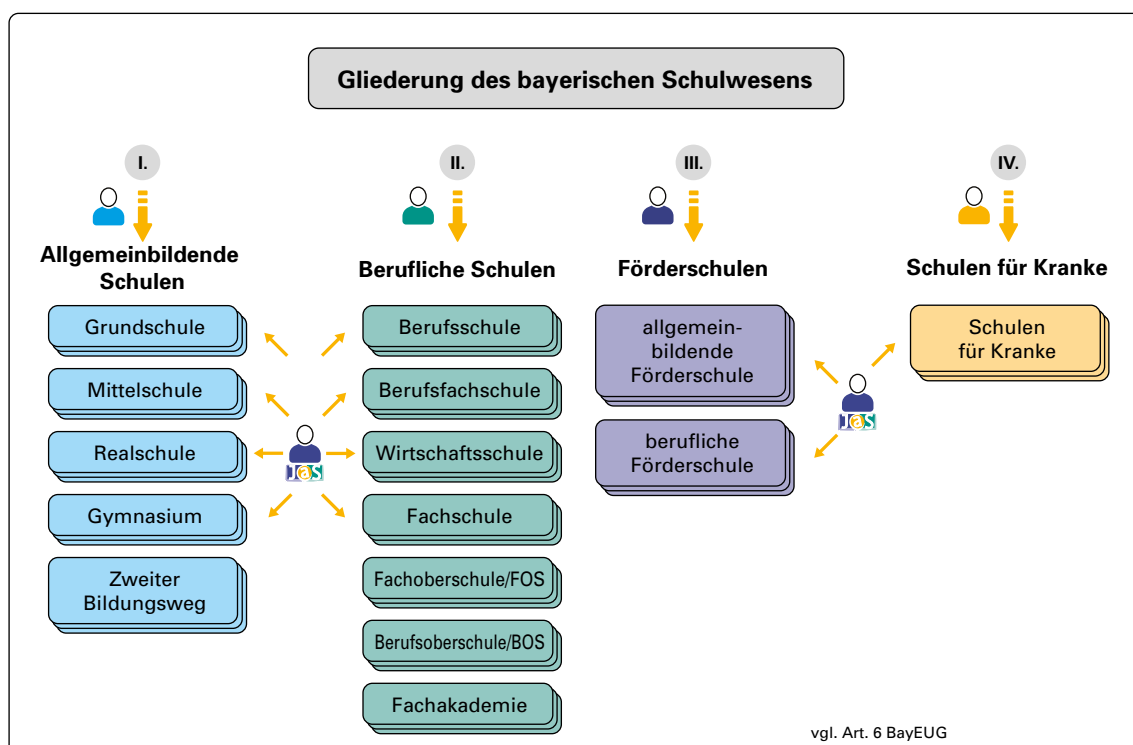 Gliederung des bayerischen Schulwesens
I.
Allgemeinbildende
Schulen
Grundschule
Mittelschule
Realschule
Gymnasium
Zweiter
Bildungsweg
JaS
II.
Berufliche Schulen
Berufsschule
Berufsfachschule
Wirtschaftsschule
Fachschule
Fachoberschule/FOS
Berufsoberschule/BOS
Fachakademie
III.
Förderschulen
allgemein-
bildende
Förderschule
berufliche
Förderschule
JaS
IV.
Schulen für Kranke
Schulen
für Kranke
vgl. Art. 6 BayEUG